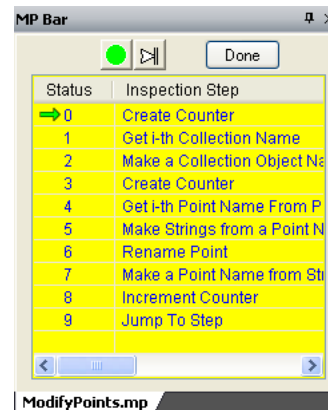 MP Bar
Done
Status Inspection Step
0 Create Counter
1 Get i-th Collection Name
2 Make a Collection Object Na
3 Create Counter
4 Get i-th Point Name From P
5 Make Strings from a Point N
6 Rename Point
7 Make a Point Name from Stri
8 Increment Counter
9 Jump To Step
ModifyPoints.mp